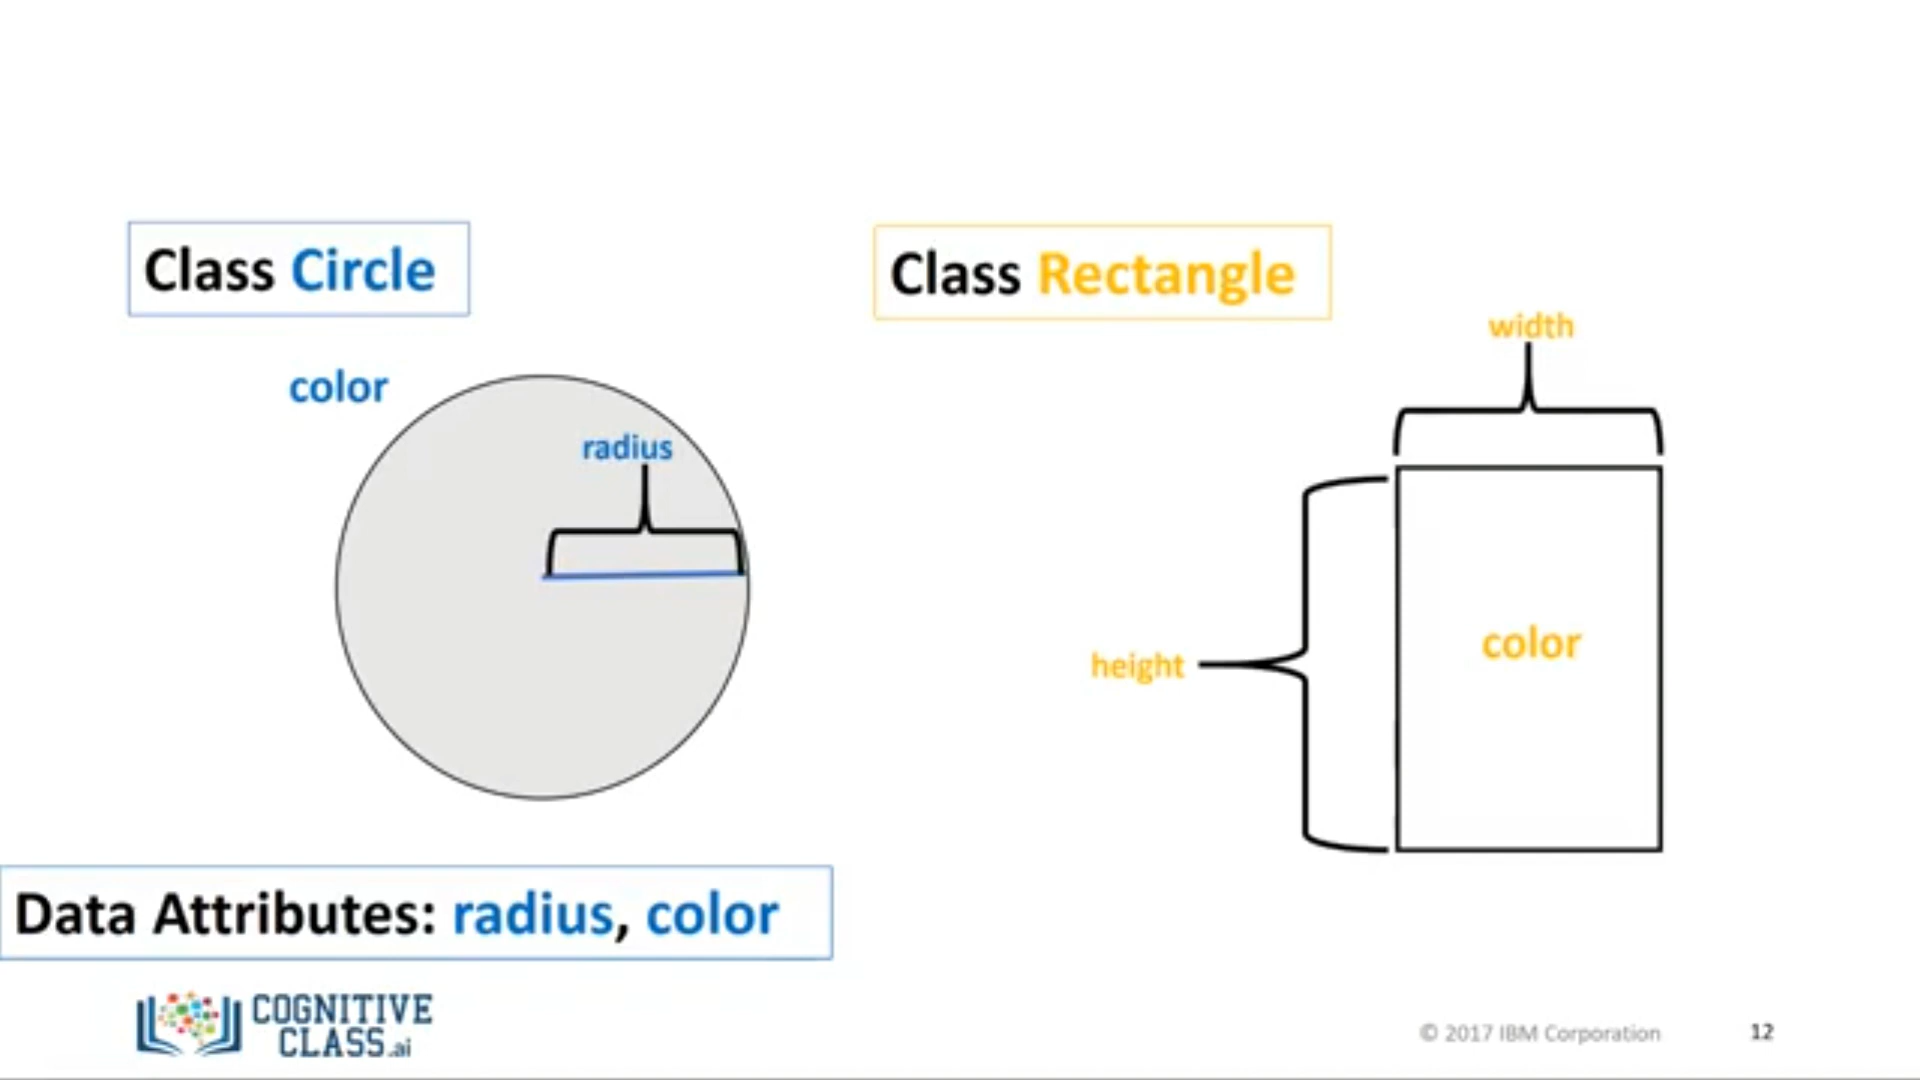 Class Circle
color
radius
Data Attributes: radius, color
Class Rectangle
width
height
color
COGNITIVE
CLASS.ai
© 2017 IBM Corporation
12